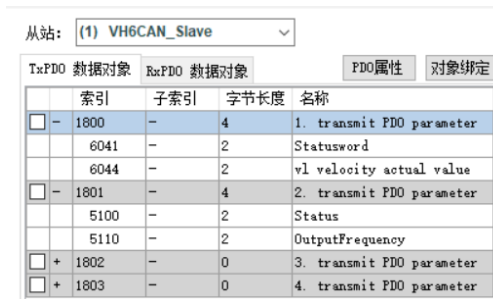 从站: (1) VH6CAN_Slave
TxPDO 数据对象 RxPDO 数据对象 PDO属性 对象绑定
索引 子索引 字节长度 名称
- 1800 - 4 1. transmit PDO parameter
6041 - 2 Statusword
6044 - 2 vl velocity actual value
- 1801 - 4 2. transmit PDO parameter
5100 - 2 Status
5110 - 2 OutputFrequency
+ 1802 - 0 3. transmit PDO parameter
+ 1803 - 0 4. transmit PDO parameter